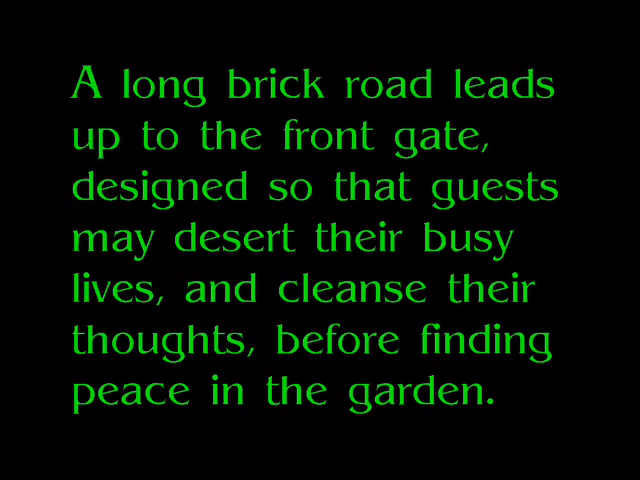 A long brick road leads
up to the front gate,
designed so that guests
may desert their busy
lives, and cleanse their
thoughts, before finding
peace in the garden.